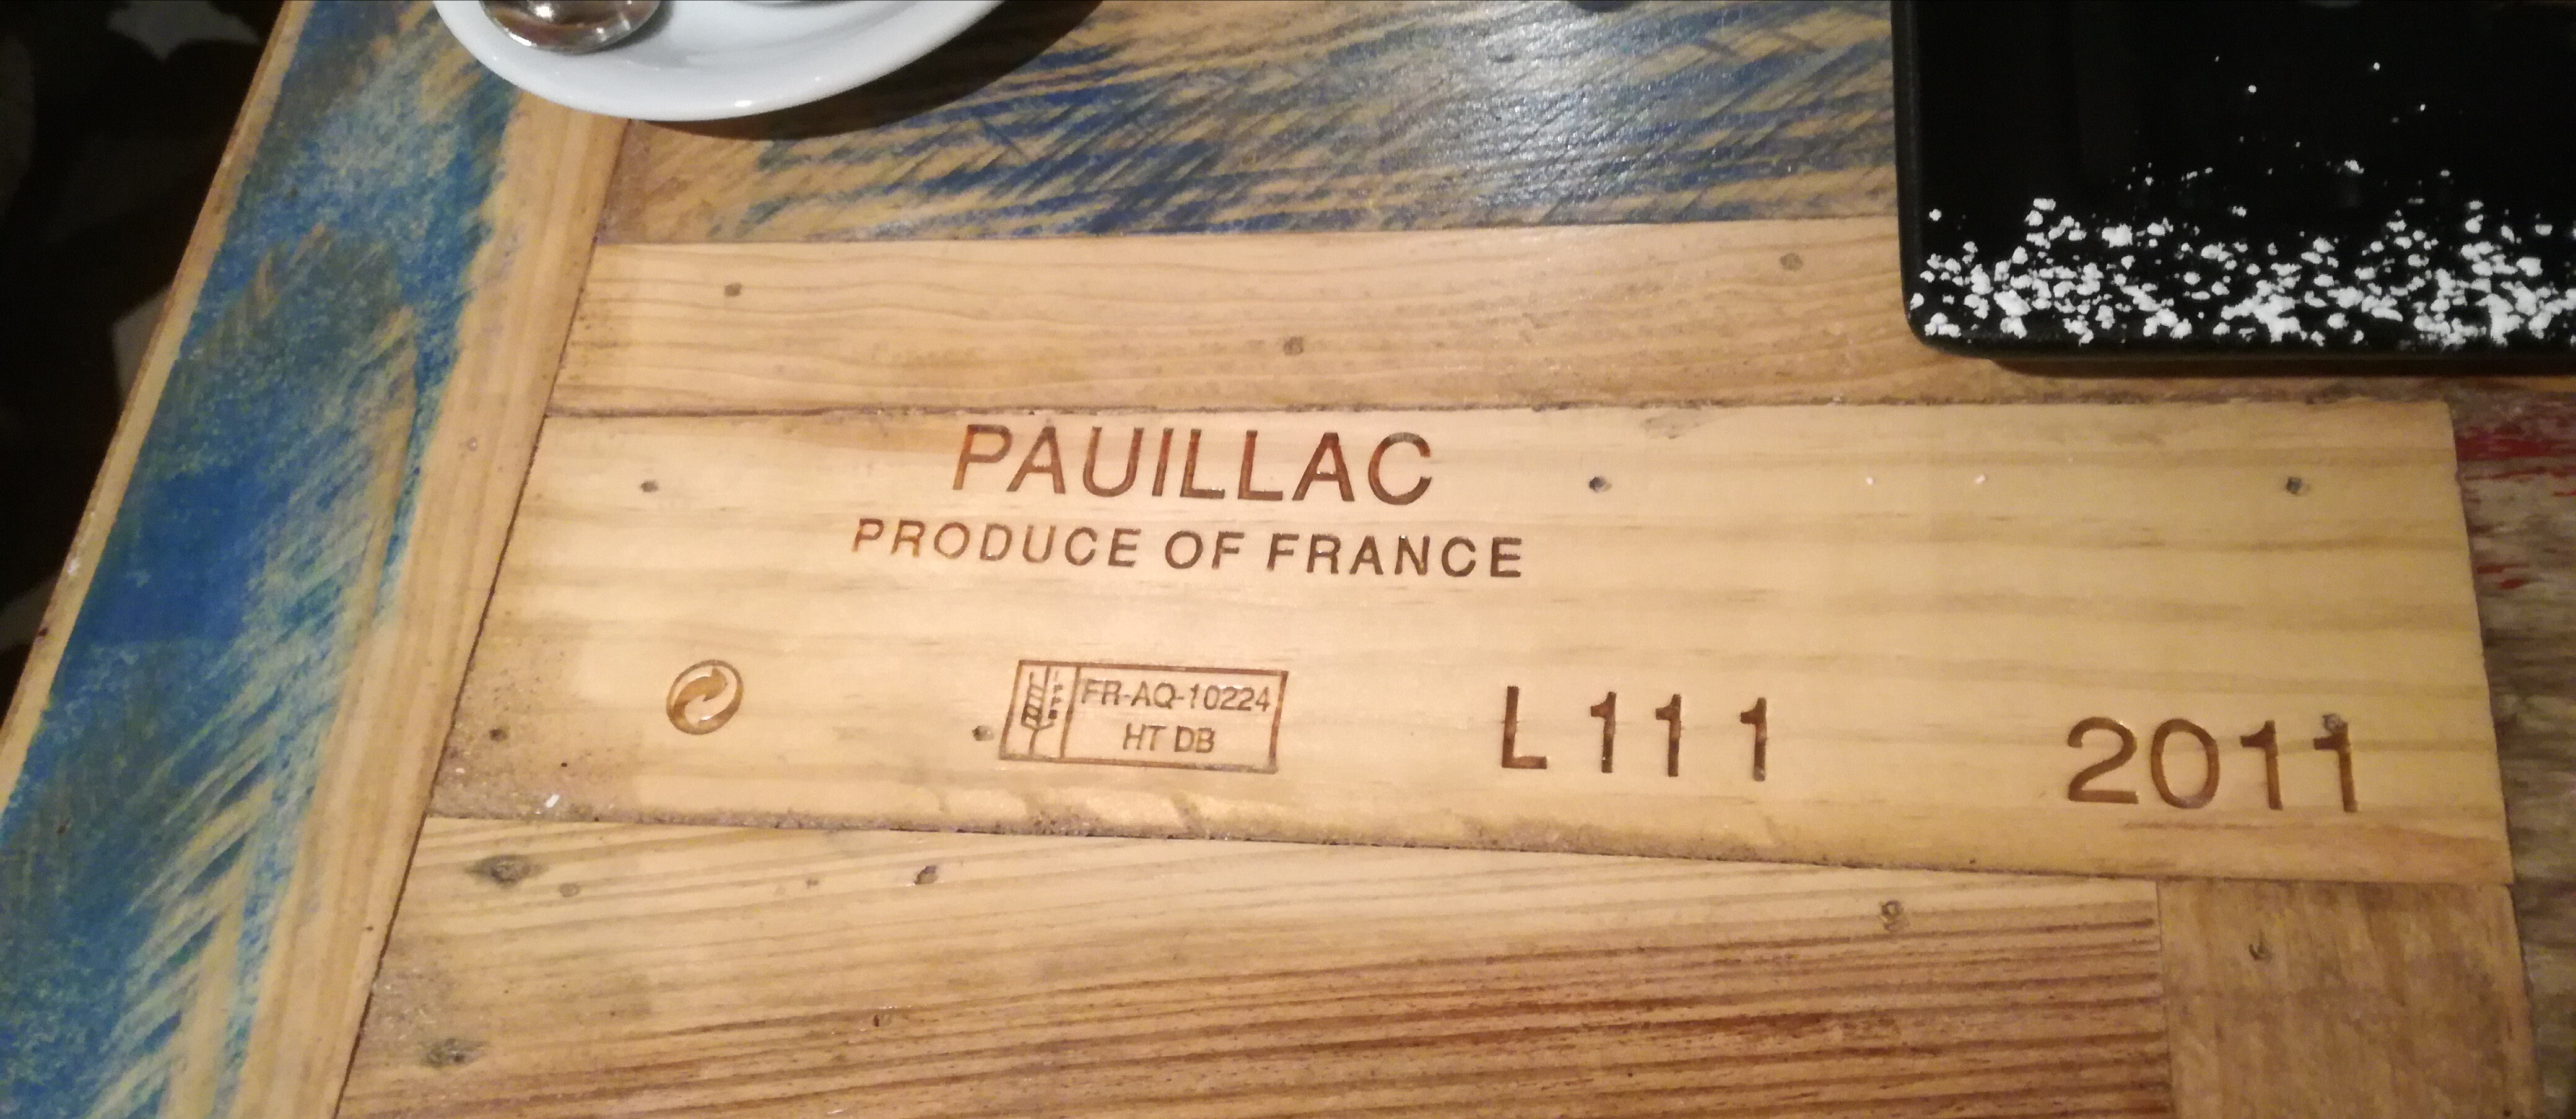 PAUILLAC
PRODUCE OF FRANCE
FR-AQ-10224
HT DB
L111
2011